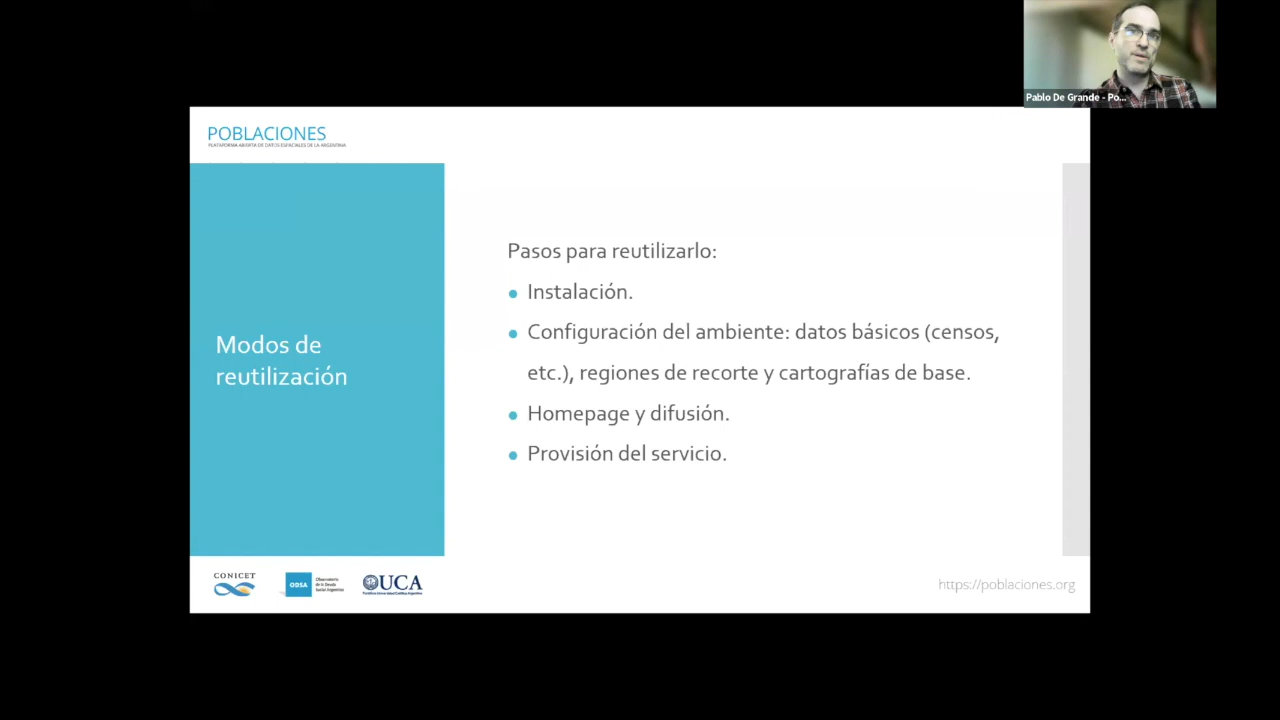 Pablo De Grande - Po...
POBLACIONES
PLATAFORMA ABIERTA DE DATOS ESPACIALES DE LA ARGENTINA
Modos de
reutilización
Pasos para reutilizarlo:
Instalación.
Configuración del ambiente: datos básicos (censos,
etc.), regiones de recorte y cartografías de base.
Homepage y difusión.
Provisión del servicio.
CONICET
ODSA
Observatorio
de la Deuda
Social Argentina
UCA
Pontificia Universidad Católica Argentina
https://poblaciones.org